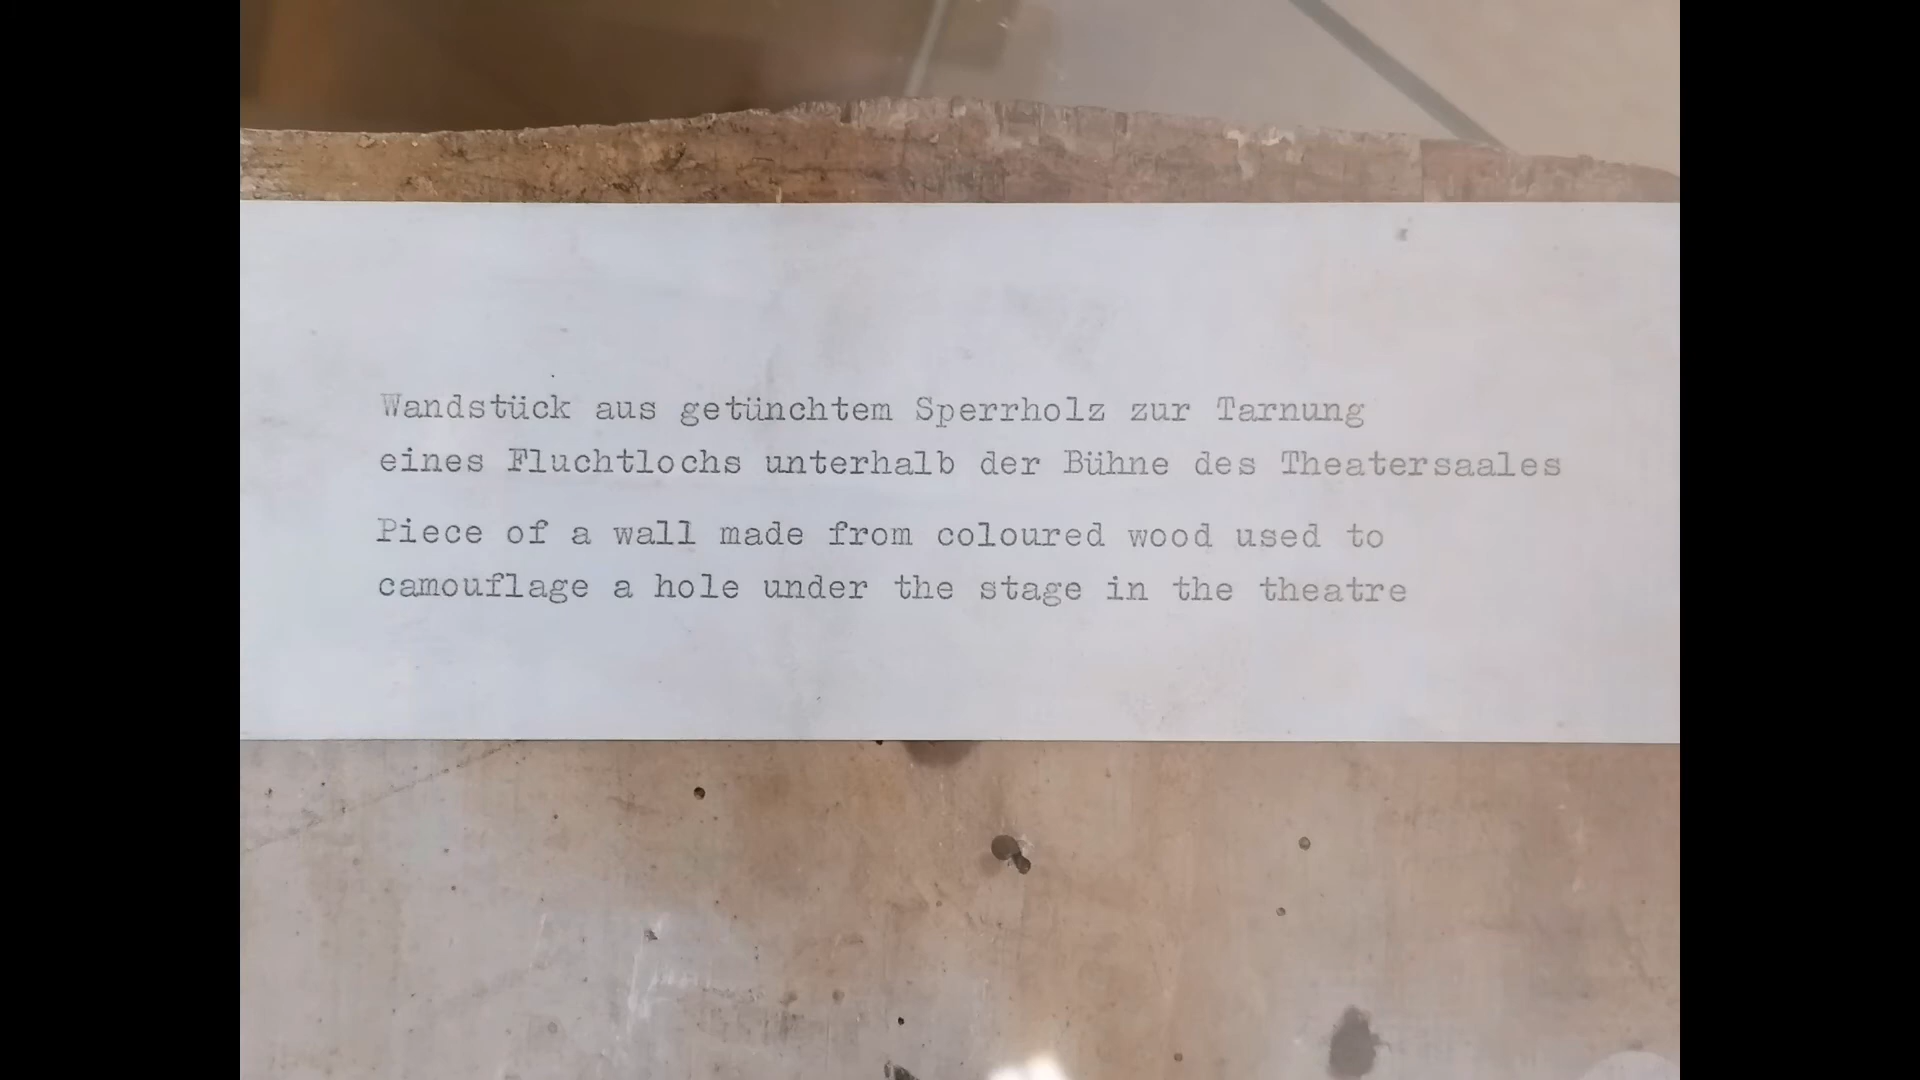 Wandstück aus getünchtem Sperrholz zur Tarnung
eines Fluchtlochs unterhalb der Bühne des Theatersaales
Piece of a wall made from coloured wood used to
camouflage a hole under the stage in the theatre